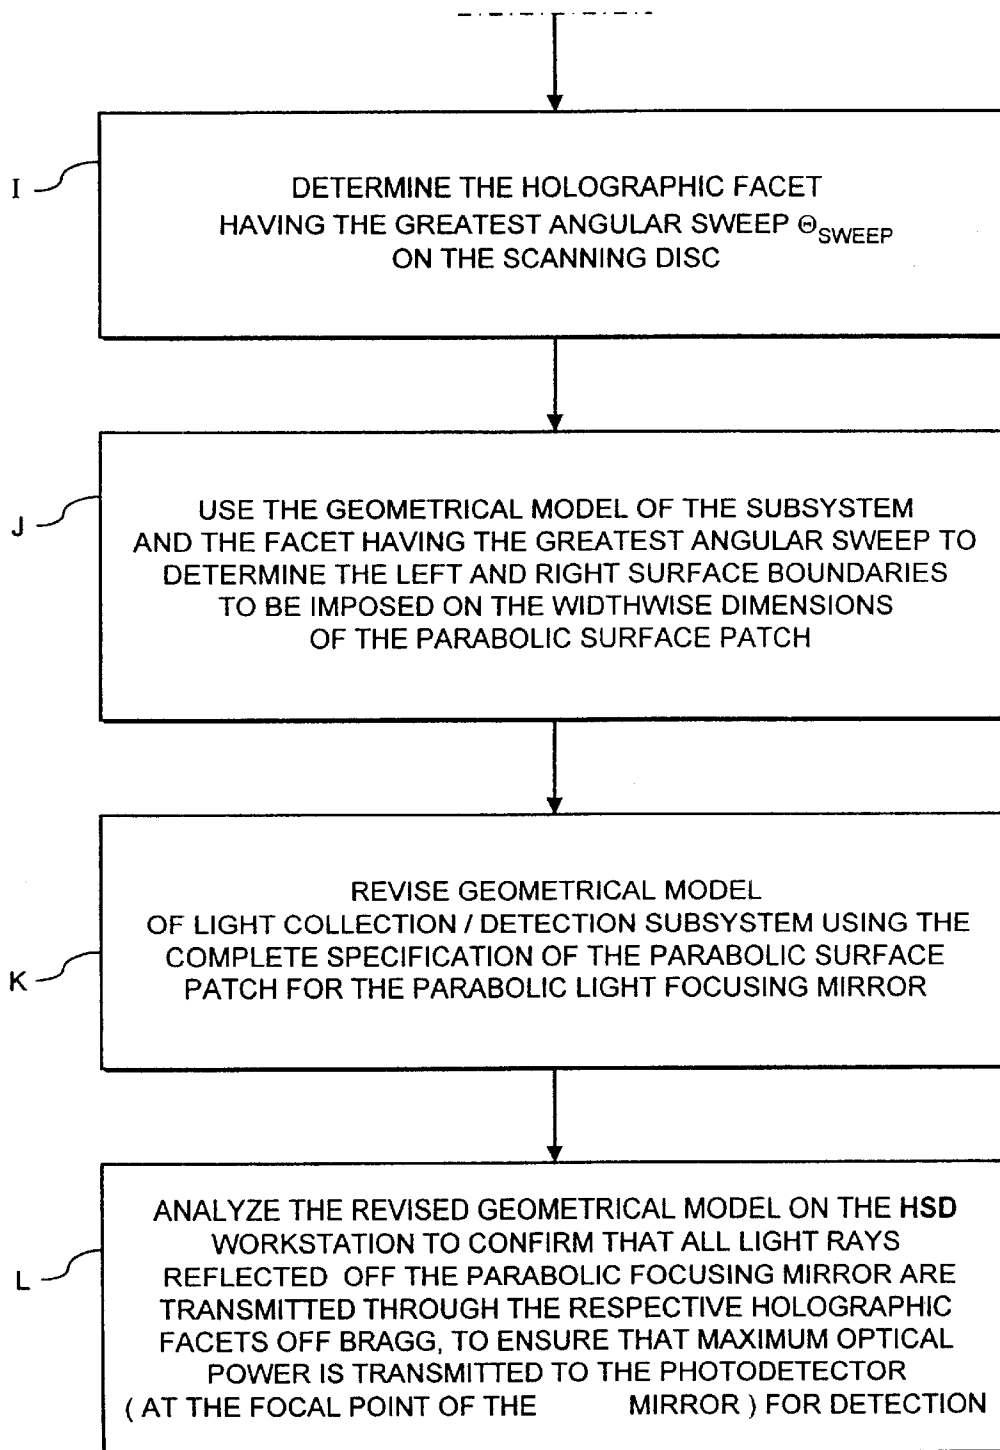 I
DETERMINE THE HOLOGRAPHIC FACET
HAVING THE GREATEST ANGULAR SWEEP Θ_SWEEP
ON THE SCANNING DISC
J
USE THE GEOMETRICAL MODEL OF THE SUBSYSTEM
AND THE FACET HAVING THE GREATEST ANGULAR SWEEP TO
DETERMINE THE LEFT AND RIGHT SURFACE BOUNDARIES
TO BE IMPOSED ON THE WIDTHWISE DIMENSIONS
OF THE PARABOLIC SURFACE PATCH
K
REVISE GEOMETRICAL MODEL
OF LIGHT COLLECTION / DETECTION SUBSYSTEM USING THE
COMPLETE SPECIFICATION OF THE PARABOLIC SURFACE
PATCH FOR THE PARABOLIC LIGHT FOCUSING MIRROR
L
ANALYZE THE REVISED GEOMETRICAL MODEL ON THE HSD
WORKSTATION TO CONFIRM THAT ALL LIGHT RAYS
REFLECTED OFF THE PARABOLIC FOCUSING MIRROR ARE
TRANSMITTED THROUGH THE RESPECTIVE HOLOGRAPHIC
FACETS OFF BRAGG, TO ENSURE THAT MAXIMUM OPTICAL
POWER IS TRANSMITTED TO THE PHOTODETECTOR
( AT THE FOCAL POINT OF THE MIRROR ) FOR DETECTION